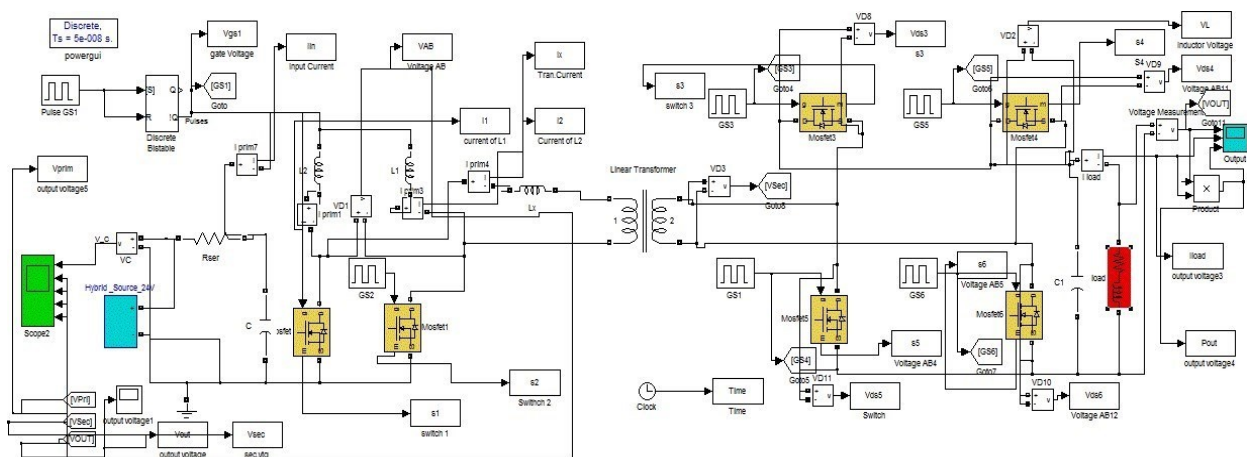 Discrete,
Ts = 5e-008 s.
powergui
Vgs1
gate Voltage
IIn
Input Current
VAB
Voltage AB
Ix
Tran.Current
Pulse GS1
[S]
R
Q
!Q
Discrete
Bistable
Pulses
[GS1]
Goto
I1
current of L1
I2
Current of L2
Vprim
output voltage5
I prim7
L2
L1
I prim1
VD1
I prim3
I prim4
Lx
V_C
VC
Rser
Hybrid _Source_24V
Scope2
C
GS2
Mosfet1
s2
Switchch 2
s1
switch 1
[VPri]
[VSec]
[VOUT]
output voltage1
Vout
output voltage
Vsec
sec vtg
Linear Transformer
1
2
VD3
[VSec]
Goto8
s3
switch 3
[GS3]
Goto4
GS3
Mosfet3
VD8
Vds3
s3
VD2
VL
Inductor Voltage
s4
S4
VD9
Vds4
Voltage AB11
[GS5]
Goto6
GS5
Mosfet4
Voltage Measurement
[VOUT]
Goto11
Output
I load
Product
Iload
output voltage3
load
C1
Pout
output voltage4
GS1
Mosfet5
[GS4]
Goto5
s5
Voltage AB4
VD11
Vds5
Switch
GS6
s6
Voltage AB5
Mosfet6
[GS6]
Goto7
VD10
Vds6
Voltage AB12
Clock
Time
Time